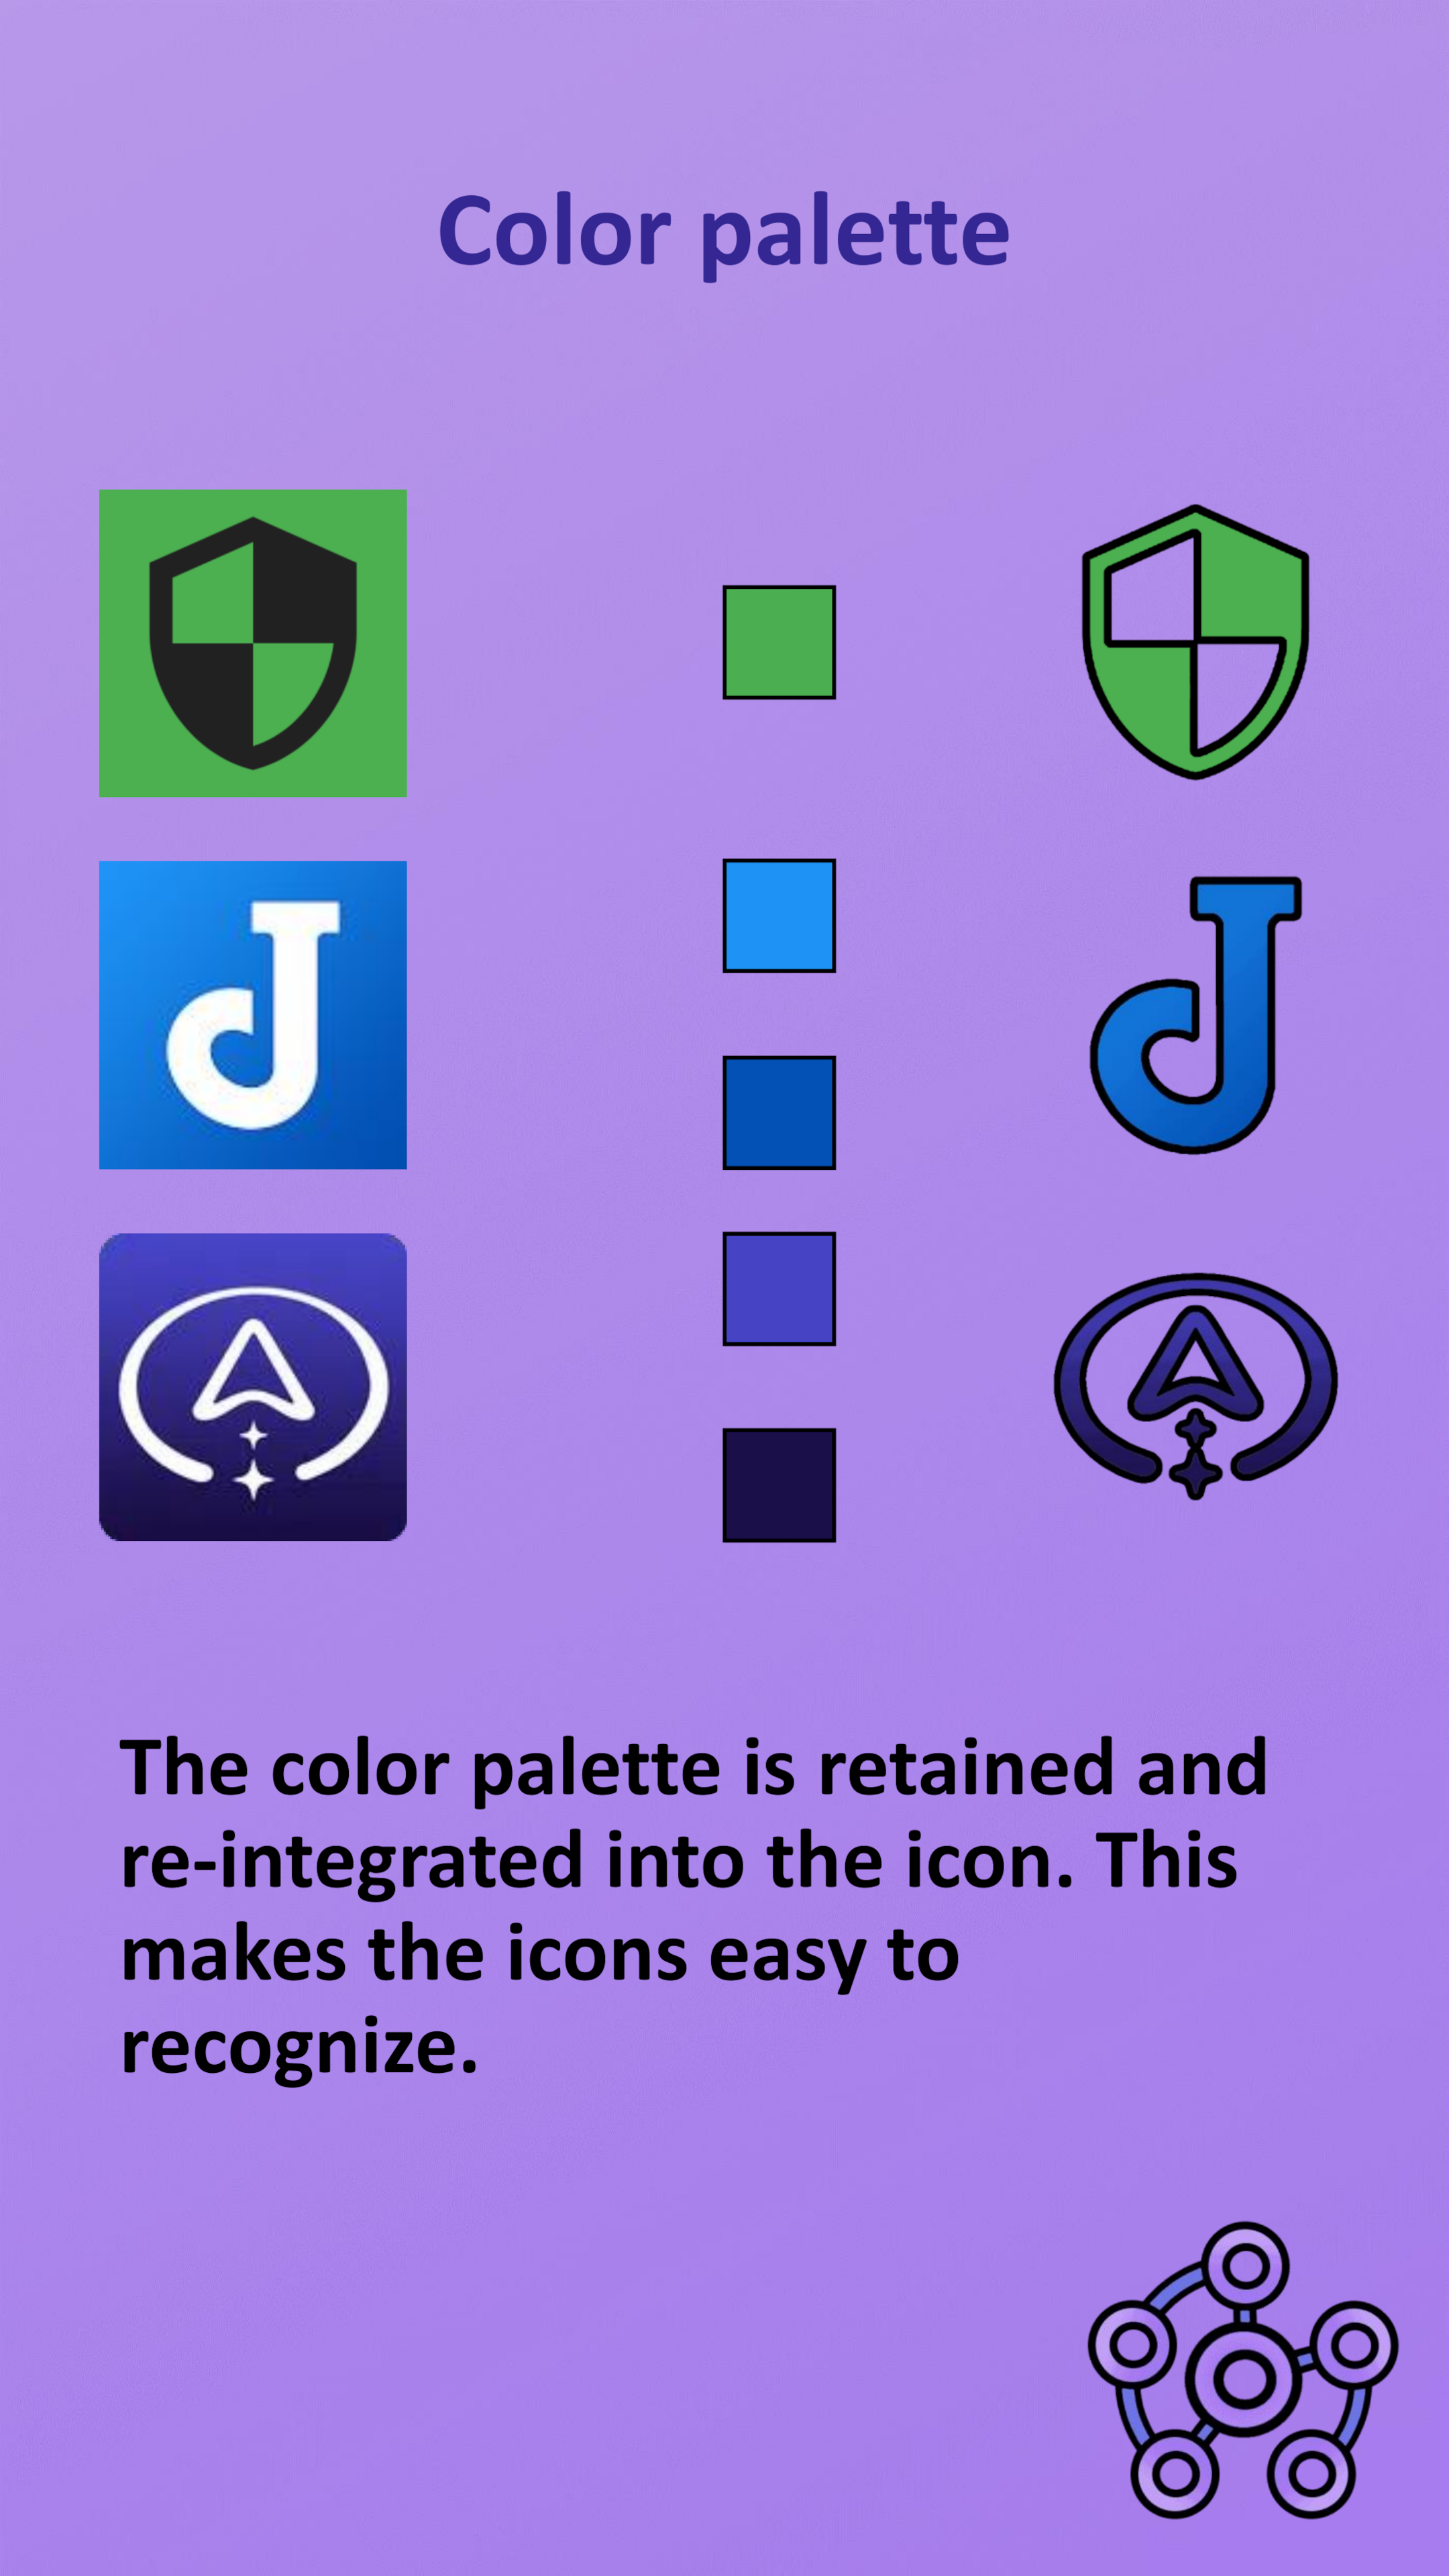 Color palette
The color palette is retained and
re-integrated into the icon. This
makes the icons easy to
recognize.